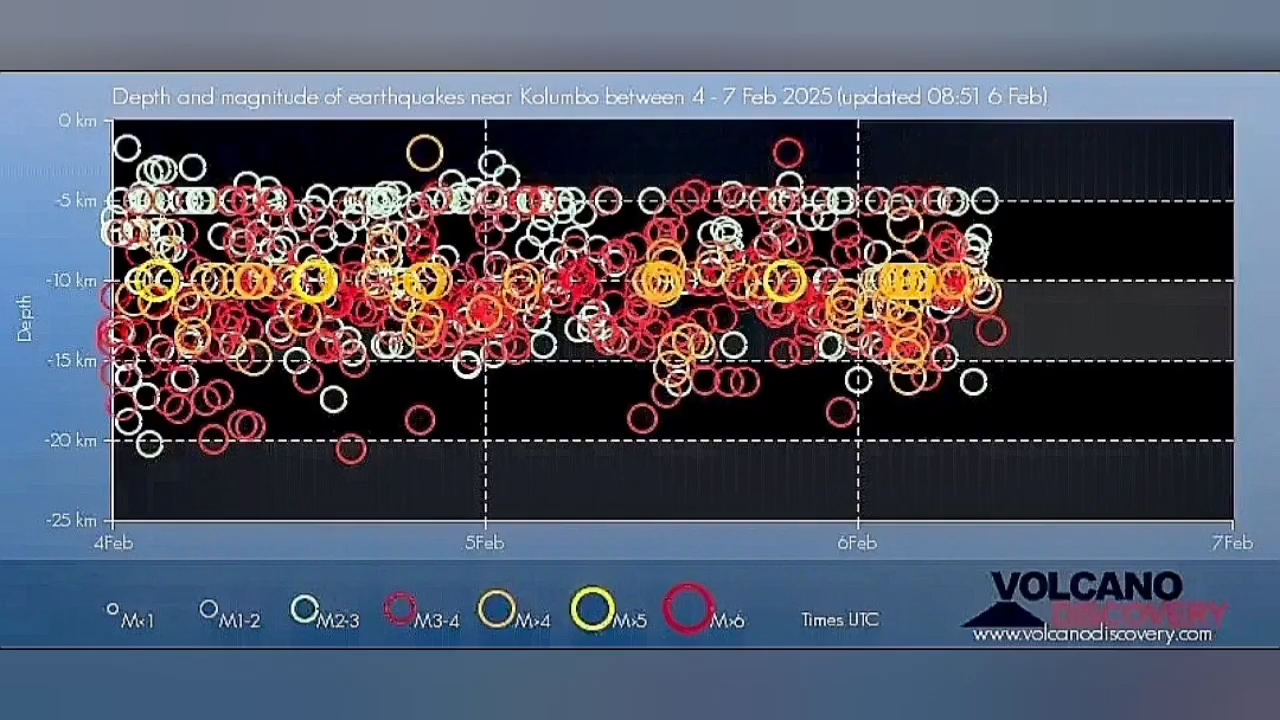 Depth and magnitude of earthquakes near Kolumbo between 4 - 7 Feb 2025 (updated 08:51 6 Feb)
0 km
-5 km
-10 km
-15 km
-20 km
-25 km
Depth
4Feb 5Feb 6Feb 7Feb
M<1 M1-2 M2-3 M3-4 M>4 M>5 M>6 Times UTC
VOLCANO
DISCOVERY
www.volcanodiscovery.com